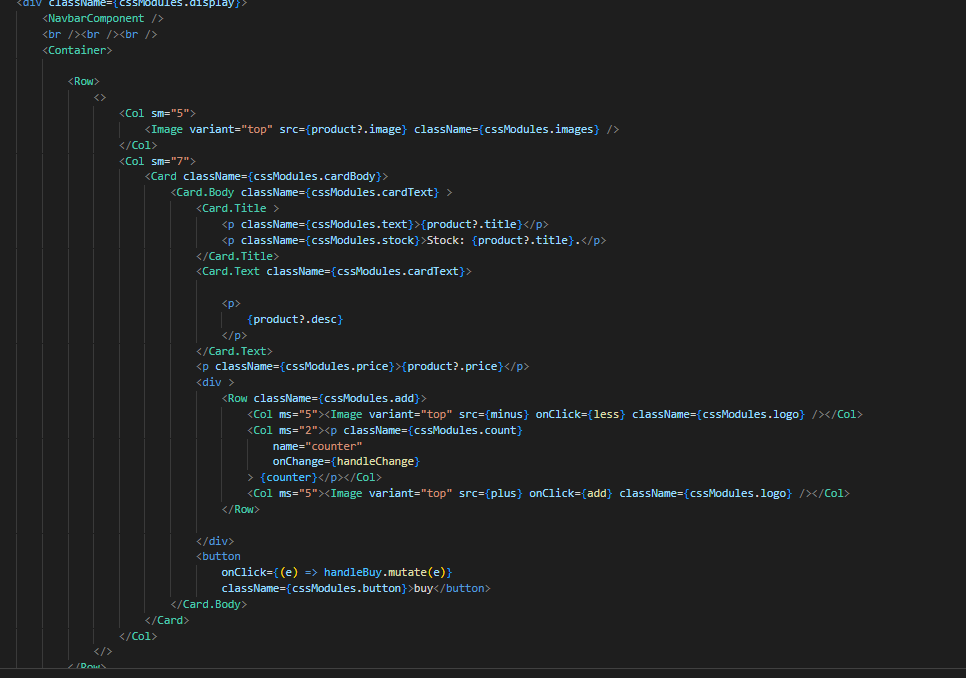 <div className={cssModules.display}>
<NavbarComponent />
<br /><br /><br />
<Container>
<Row>
<>
<Col sm="5">
<Image variant="top" src={product?.image} className={cssModules.images} />
</Col>
<Col sm="7">
<Card className={cssModules.cardBody}>
<Card.Body className={cssModules.cardText} >
<Card.Title >
<p className={cssModules.text}>{product?.title}</p>
<p className={cssModules.stock}>Stock: {product?.title}.</p>
</Card.Title>
<Card.Text className={cssModules.cardText}>
<p>
{product?.desc}
</p>
</Card.Text>
<p className={cssModules.price}>{product?.price}</p>
<div >
<Row className={cssModules.add}>
<Col ms="5"><Image variant="top" src={minus} onClick={less} className={cssModules.logo} /></Col>
<Col ms="2"><p className={cssModules.count}
name="counter"
onChange={handleChange}
> {counter}</p></Col>
<Col ms="5"><Image variant="top" src={plus} onClick={add} className={cssModules.logo} /></Col>
</Row>
</div>
<button
onClick={(e) => handleBuy.mutate(e)}
className={cssModules.button}>buy</button>
</Card.Body>
</Card>
</Col>
</>
</Row>